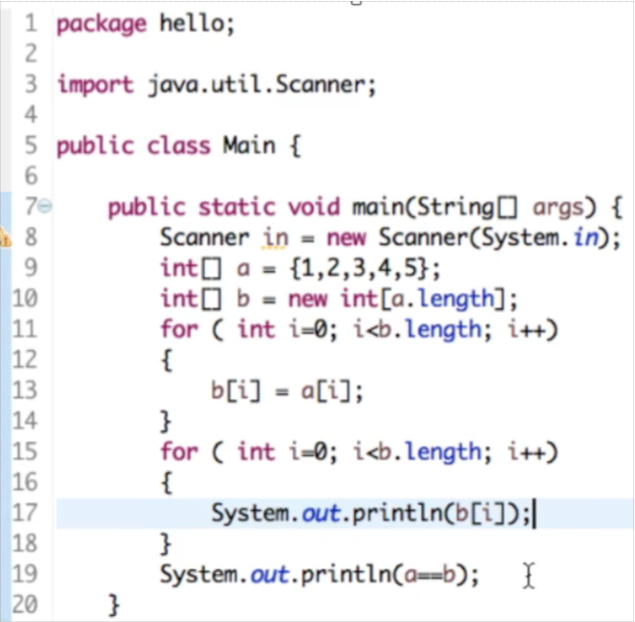 1 package hello;
2
3 import java.util.Scanner;
4
5 public class Main {
6
7 public static void main(String[] args) {
8 Scanner in = new Scanner(System.in);
9 int[] a = {1,2,3,4,5};
10 int[] b = new int[a.length];
11 for ( int i=0; i<b.length; i++)
12 {
13 b[i] = a[i];
14 }
15 for ( int i=0; i<b.length; i++)
16 {
17 System.out.println(b[i]);
18 }
19 System.out.println(a==b);
20 }